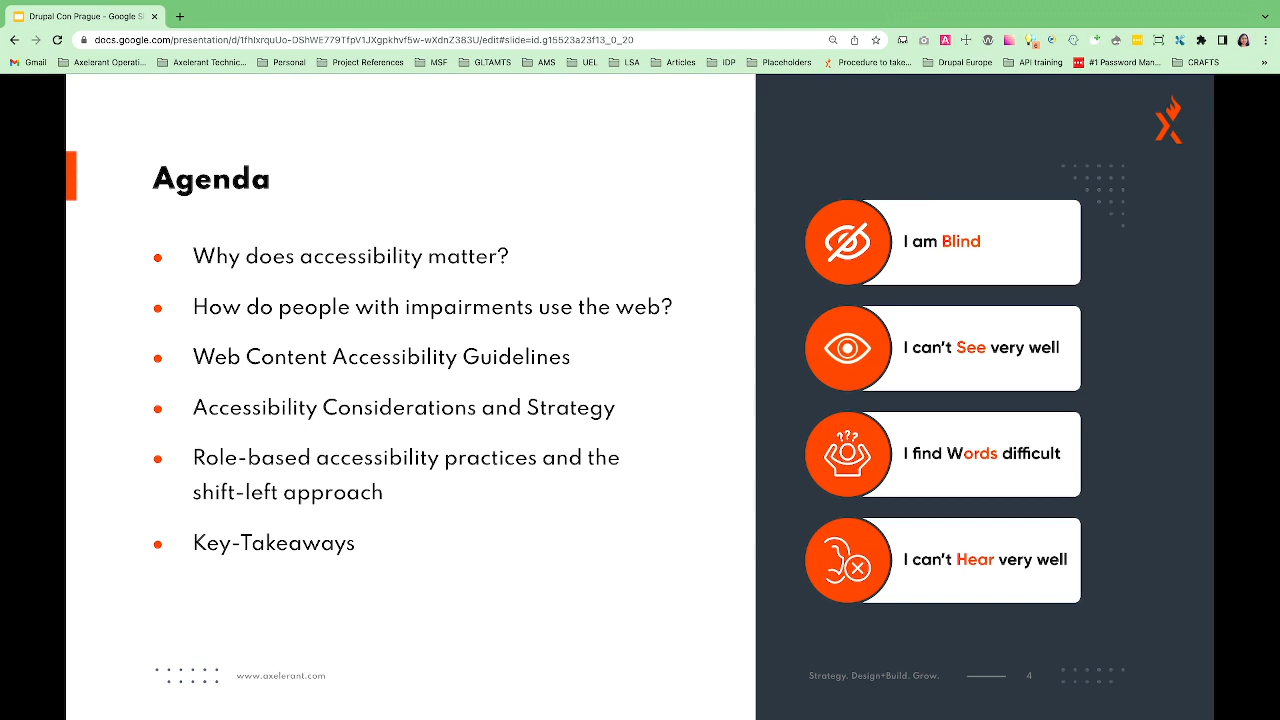 Drupal Con Prague - Google Sl
docs.google.com/presentation/d/1fhIxrquUo-DShWE779TfpV1JXgpkhvf5w-wXdnZ383U/edit#slide=id.g15523a23f13_0_20
Gmail
Axelerant Operati...
Axelerant Technic...
Personal
Project References
MSF
GLTAMTS
AMS
UEL
LSA
Articles
IDP
Placeholders
Procedure to take...
Drupal Europe
API training
#1 Password Man...
CRAFTS
»
Agenda
• Why does accessibility matter?
• How do people with impairments use the web?
• Web Content Accessibility Guidelines
• Accessibility Considerations and Strategy
• Role-based accessibility practices and the
shift-left approach
• Key-Takeaways
www.axelerant.com
I am Blind
I can't See very well
???
I find Words difficult
I can't Hear very well
Strategy. Design+Build. Grow.
4